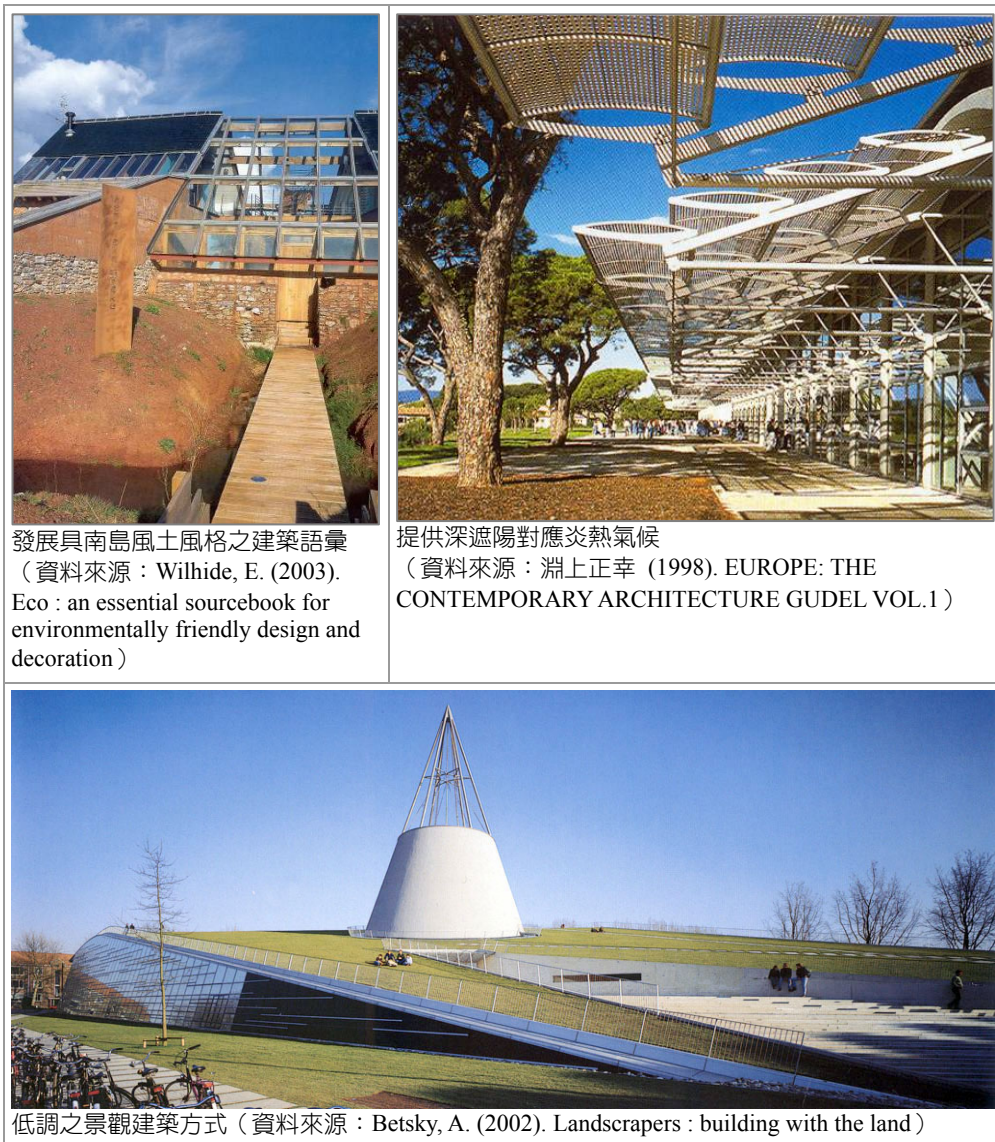 發展具南島風土風格之建築語彙
（資料來源：Wilhide, E. (2003).
Eco : an essential sourcebook for
environmentally friendly design and
decoration）
提供深遮陽對應炎熱氣候
（資料來源：淵上正幸 (1998). EUROPE: THE
CONTEMPORARY ARCHITECTURE GUDEL VOL.1）
低調之景觀建築方式（資料來源：Betsky, A. (2002). Landscrapers : building with the land）